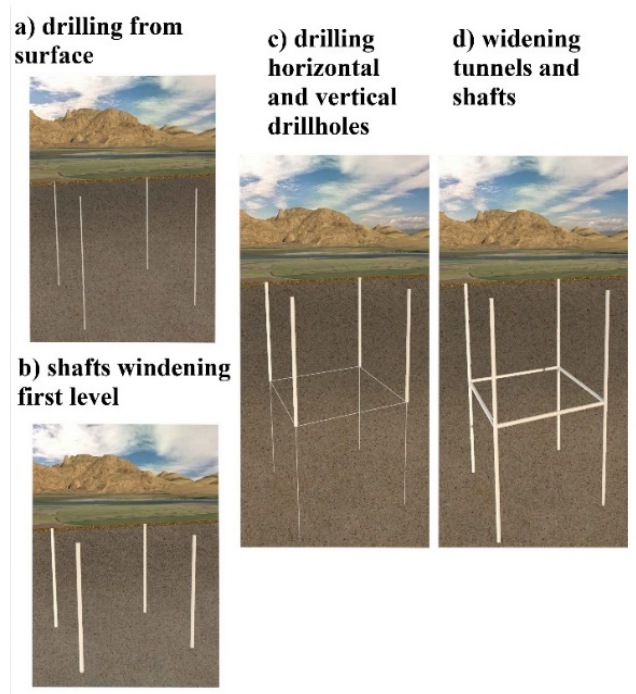 a) drilling from
surface
b) shafts windening
first level
c) drilling
horizontal
and vertical
drillholes
d) widening
tunnels and
shafts